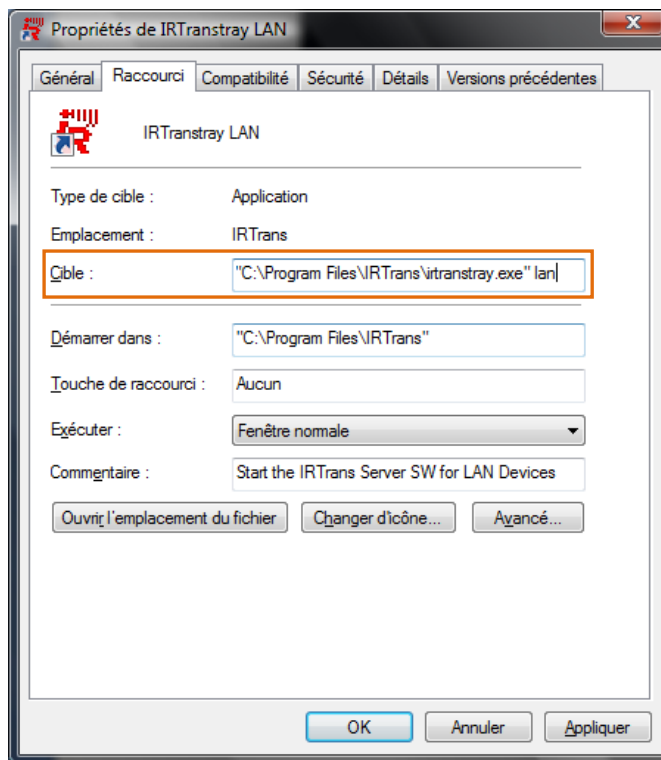 Propriétés de IRTranstray LAN
Général Raccourci Compatibilité Sécurité Détails Versions précédentes
IRTranstray LAN
Type de cible : Application
Emplacement : IRTrans
Cible : "C:\Program Files\IRTrans\irtranstray.exe" lan
Démarrer dans : "C:\Program Files\IRTrans"
Touche de raccourci : Aucun
Exécuter : Fenêtre normale
Commentaire : Start the IRTrans Server SW for LAN Devices
Ouvrir l'emplacement du fichier Changer d'icône... Avancé...
OK Annuler Appliquer